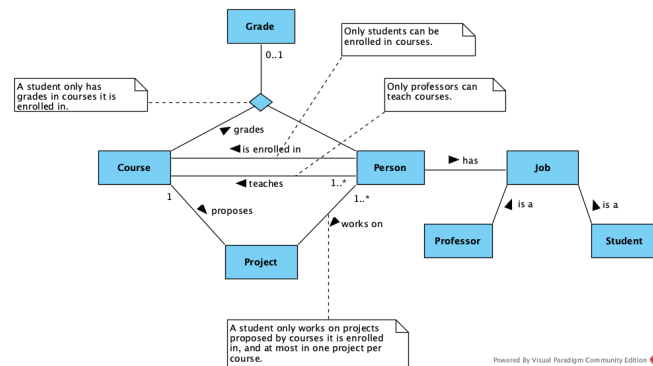 Grade
0..1
Only students can be
enrolled in courses.
A student only has
grades in courses it is
enrolled in.
Only professors can
teach courses.
grades
is enrolled in
Course
Person
has
Job
teaches
1..*
1
1..*
proposes
works on
is a
is a
Professor
Student
Project
A student only works on projects
proposed by courses it is enrolled
in, and at most in one project per
course.
Powered By Visual Paradigm Community Edition